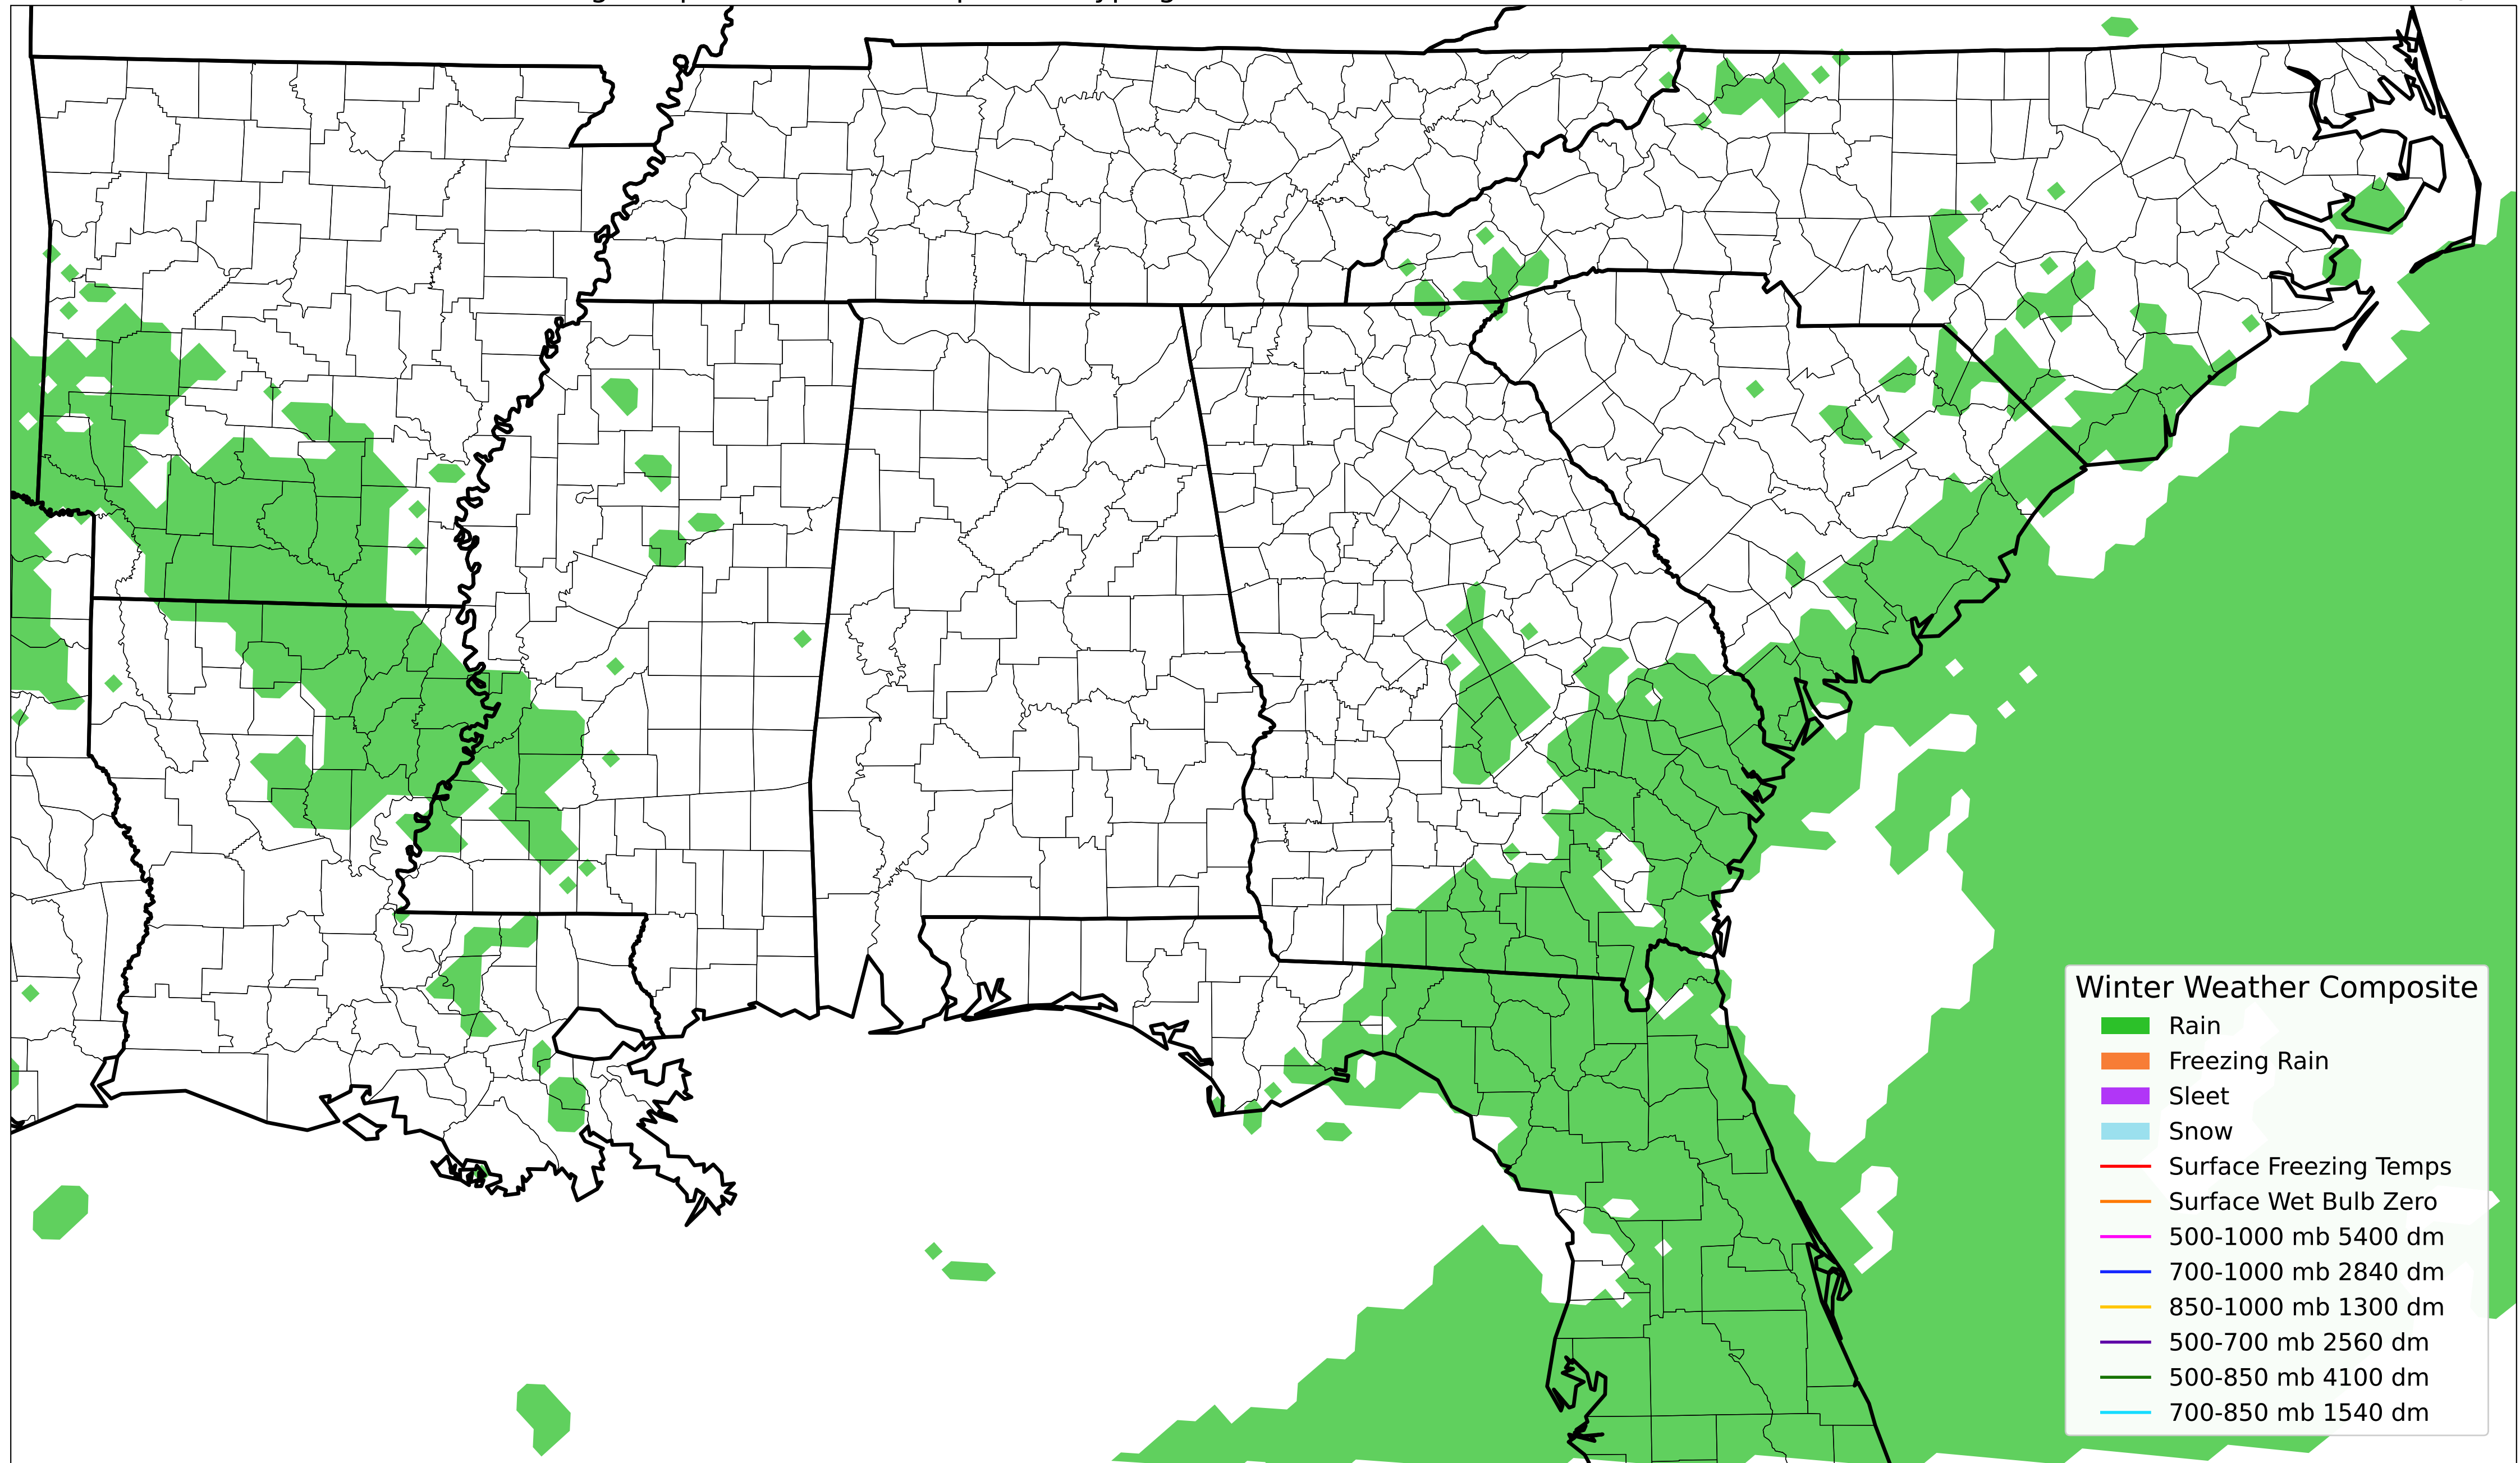 Winter Weather Composite
Rain
Freezing Rain
Sleet
Snow
Surface Freezing Temps
Surface Wet Bulb Zero
500-1000 mb 5400 dm
700-1000 mb 2840 dm
850-1000 mb 1300 dm
500-700 mb 2560 dm
500-850 mb 4100 dm
700-850 mb 1540 dm